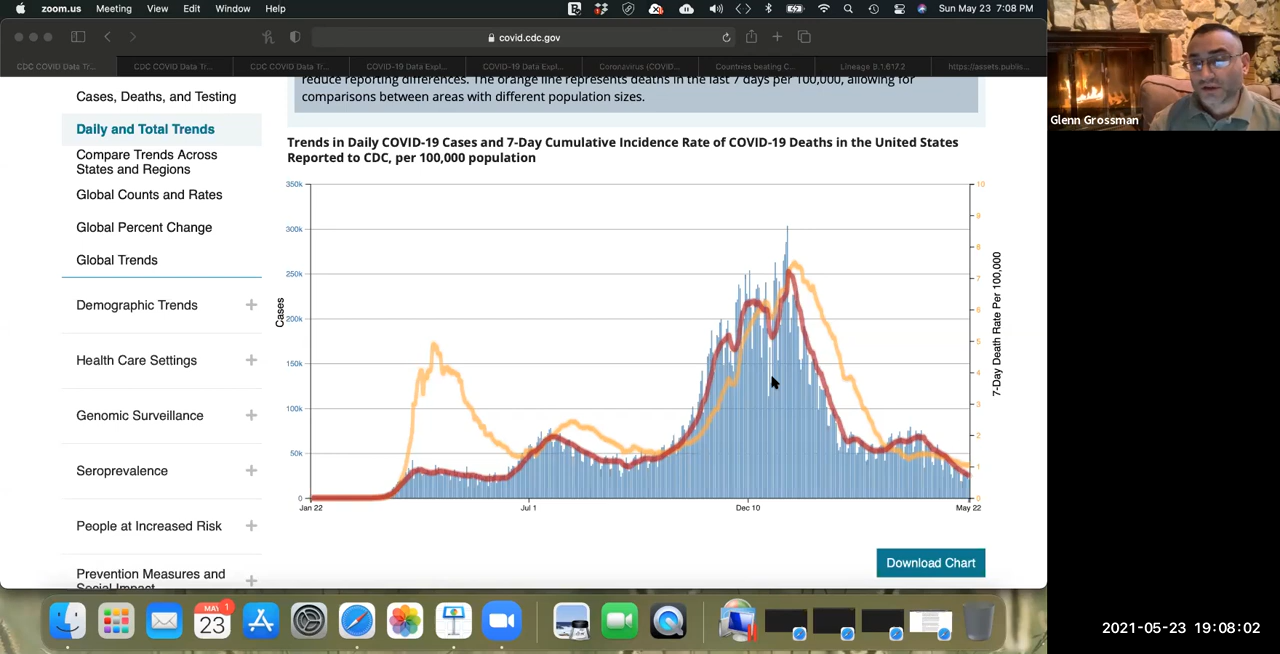 zoom.us Meeting View Edit Window Help Sun May 23 7:08 PM
covid.cdc.gov
CDC COVID Data Tr... CDC COVID Data Tr... CDC COVID Data Tr... COVID-19 Data Expl... COVID-19 Data Expl... Coronavirus (COVID... Countries beating C... Lineage B.1.617.2 https://assets.publis...
reduce reporting differences. The orange line represents deaths in the last 7 days per 100,000, allowing for
comparisons between areas with different population sizes.
Cases, Deaths, and Testing
Daily and Total Trends
Compare Trends Across
States and Regions
Global Counts and Rates
Global Percent Change
Global Trends
Demographic Trends +
Health Care Settings +
Genomic Surveillance +
Seroprevalence +
People at Increased Risk +
Prevention Measures and
Social Impact +
Trends in Daily COVID-19 Cases and 7-Day Cumulative Incidence Rate of COVID-19 Deaths in the United States
Reported to CDC, per 100,000 population
350k
300k
250k
200k
150k
100k
50k
0
Cases
10
9
8
7
6
5
4
3
2
1
0
7-Day Death Rate Per 100,000
Jan 22 Jul 1 Dec 10 May 22
Download Chart
Glenn Grossman
MAY 1
23
2021-05-23 19:08:02